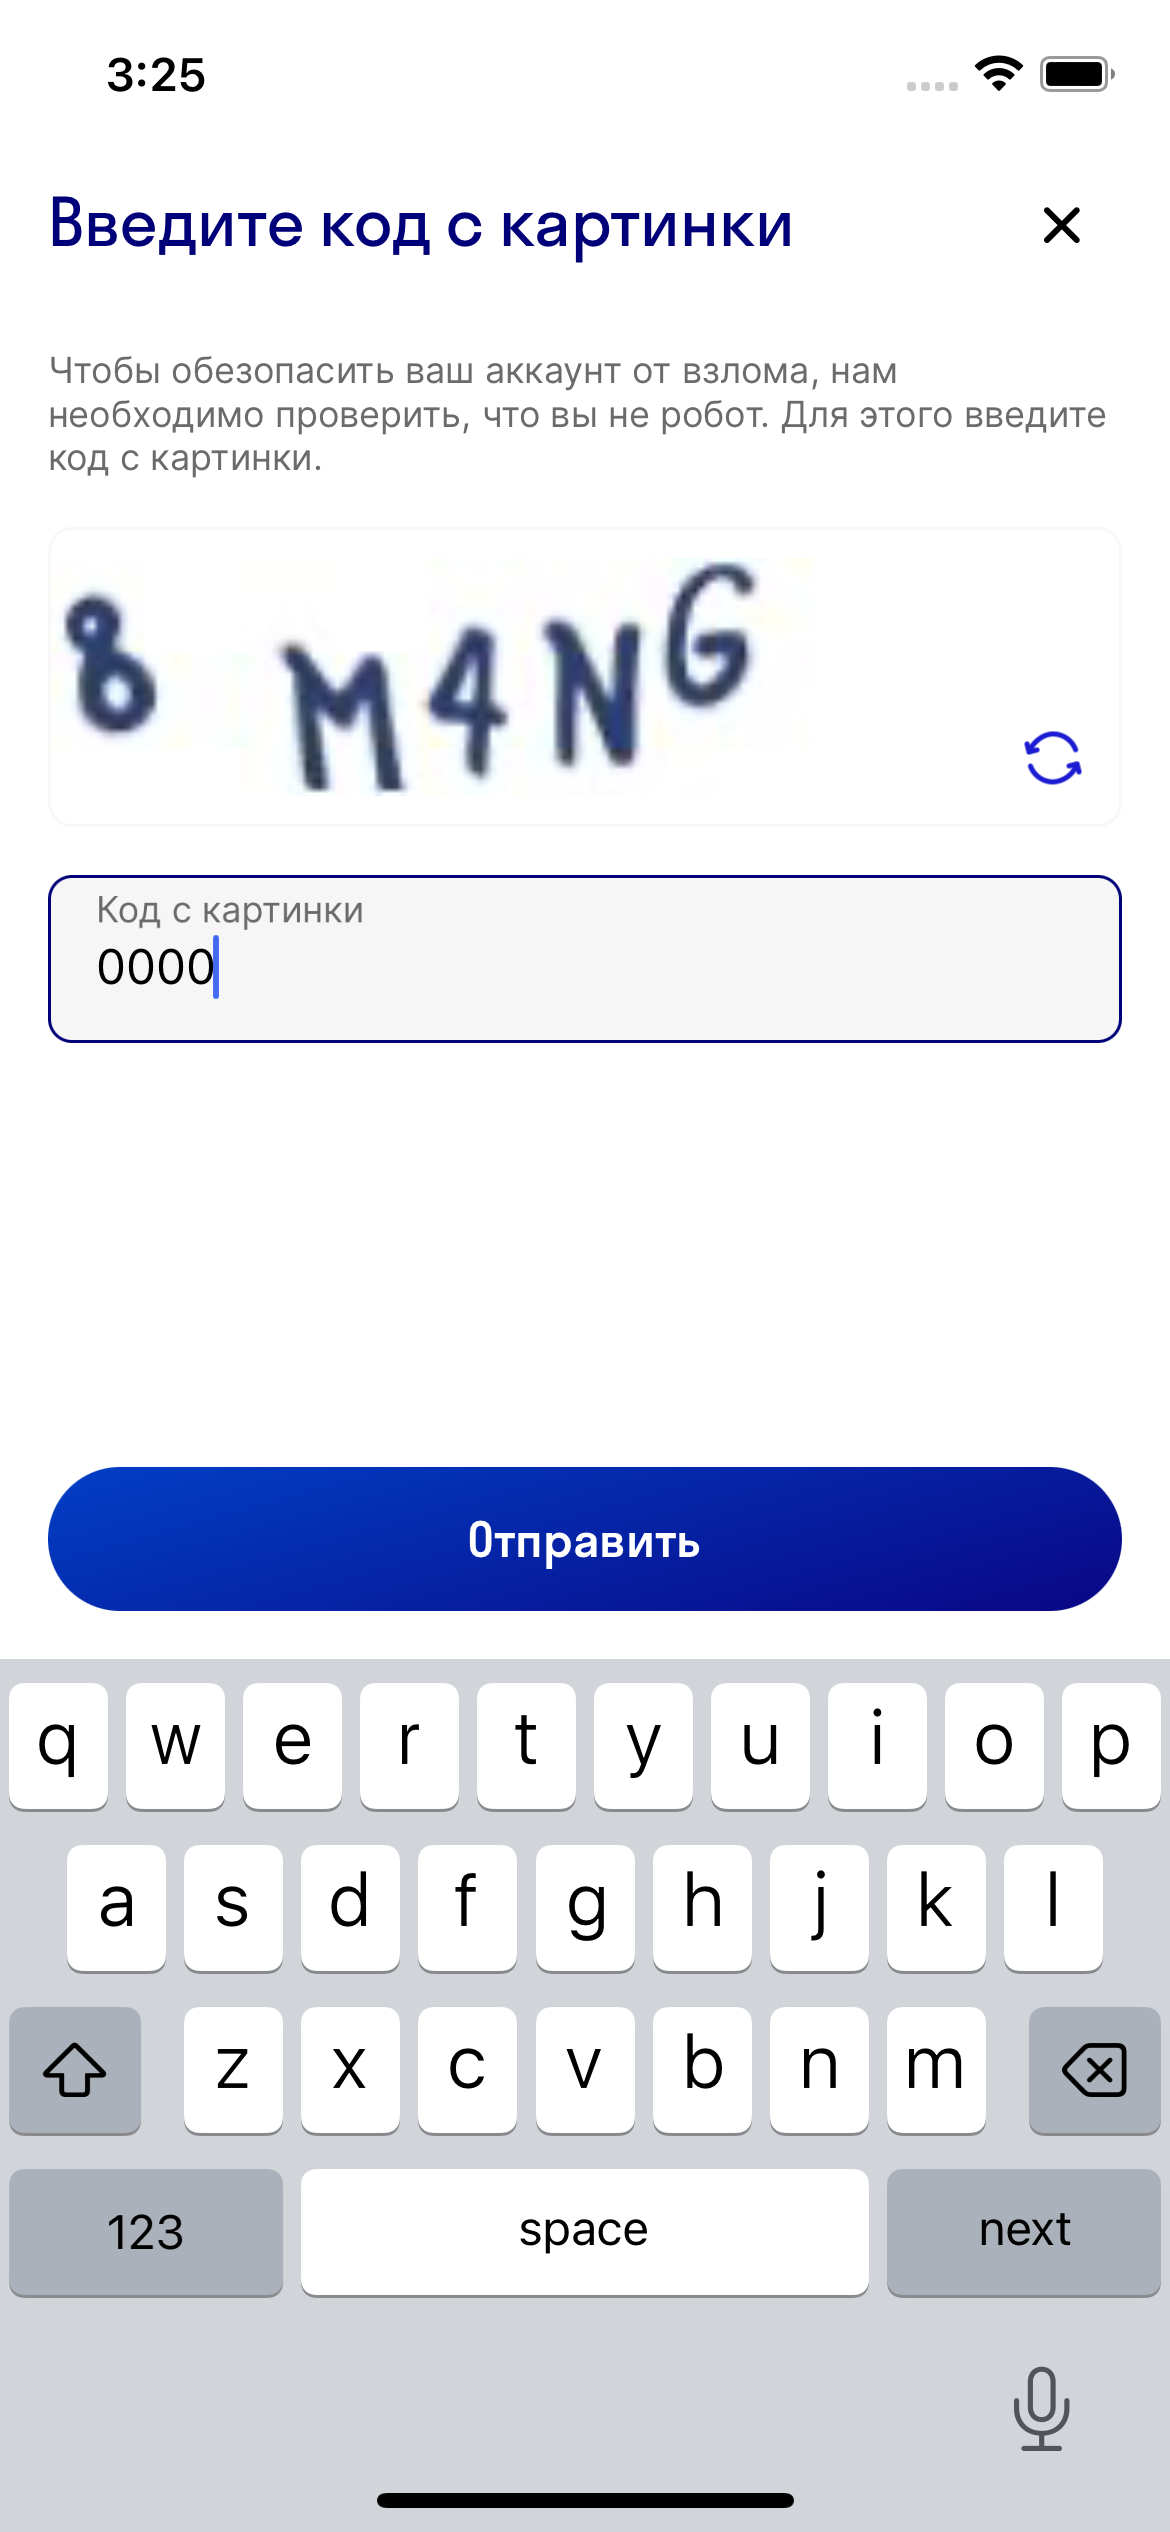 3:25
Введите код с картинки
Чтобы обезопасить ваш аккаунт от взлома, нам
необходимо проверить, что вы не робот. Для этого введите
код с картинки.
8 M4NG
Код с картинки
0000
Отправить
q w e r t y u i o p
a s d f g h j k l
z x c v b n m
123 space next